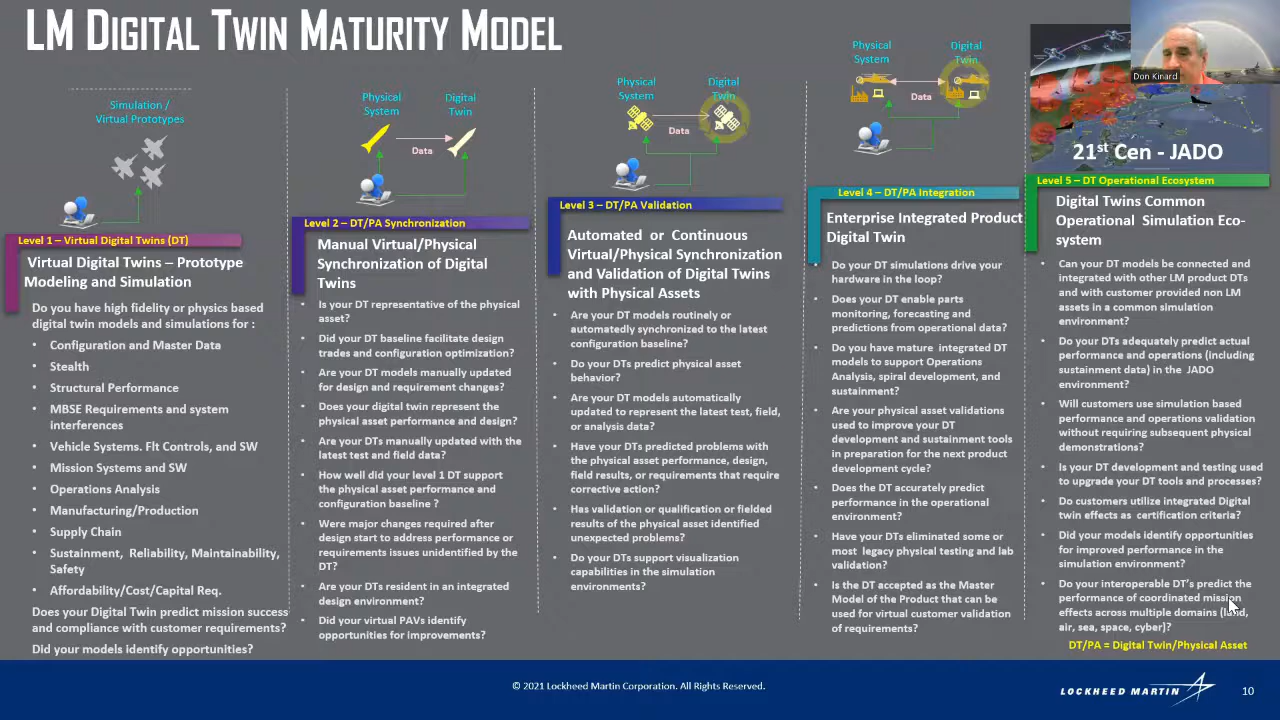 LM DIGITAL TWIN MATURITY MODEL
Simulation /
Virtual Prototypes
Level 1 – Virtual Digital Twins (DT)
Virtual Digital Twins – Prototype
Modeling and Simulation
Do you have high fidelity or physics based
digital twin models and simulations for :
• Configuration and Master Data
• Stealth
• Structural Performance
• MBSE Requirements and system
interferences
• Vehicle Systems. Flt Controls, and SW
• Mission Systems and SW
• Operations Analysis
• Manufacturing/Production
• Supply Chain
• Sustainment, Reliability, Maintainability,
Safety
• Affordability/Cost/Capital Req.
Does your Digital Twin predict mission success
and compliance with customer requirements?
Did your models identify opportunities?
Physical
System
Digital
Twin
Data
Level 2 – DT/PA Synchronization
Manual Virtual/Physical
Synchronization of Digital
Twins
• Is your DT representative of the physical
asset?
• Did your DT baseline facilitate design
trades and configuration optimization?
• Are your DT models manually updated
for design and requirement changes?
• Does your digital twin represent the
physical asset performance and design?
• Are your DTs manually updated with the
latest test and field data?
• How well did your level 1 DT support
the physical asset performance and
configuration baseline ?
• Were major changes required after
design start to address performance or
requirements issues unidentified by the
DT?
• Are your DTs resident in an integrated
design environment?
• Did your virtual PAVs identify
opportunities for improvements?
Physical
System
Digital
Twin
Data
Level 3 – DT/PA Validation
Automated or Continuous
Virtual/Physical Synchronization
and Validation of Digital Twins
with Physical Assets
• Are your DT models routinely or
automatedly synchronized to the latest
configuration baseline?
• Do your DTs predict physical asset
behavior?
• Are your DT models automatically
updated to represent the latest test, field,
or analysis data?
• Have your DTs predicted problems with
the physical asset performance, design,
field results, or requirements that require
corrective action?
• Has validation or qualification or fielded
results of the physical asset identified
unexpected problems?
• Do your DTs support visualization
capabilities in the simulation
environments?
Physical
System
Digital
Twin
Data
Level 4 – DT/PA Integration
Enterprise Integrated Product
Digital Twin
• Do your DT simulations drive your
hardware in the loop?
• Does your DT enable parts
monitoring, forecasting and
predictions from operational data?
• Do you have mature integrated DT
models to support Operations
Analysis, spiral development, and
sustainment?
• Are your physical asset validations
used to improve your DT
development and sustainment tools
in preparation for the next product
development cycle?
• Does the DT accurately predict
performance in the operational
environment?
• Have your DTs eliminated some or
most legacy physical testing and lab
validation?
• Is the DT accepted as the Master
Model of the Product that can be
used for virtual customer validation
of requirements?
Don Kinard
21st Cen - JADO
Level 5 – DT Operational Ecosystem
Digital Twins Common
Operational Simulation Eco-
system
• Can your DT models be connected and
integrated with other LM product DTs
and with customer provided non LM
assets in a common simulation
environment?
• Do your DTs adequately predict actual
performance and operations (including
sustainment data) in the JADO
environment?
• Will customers use simulation based
performance and operations validation
without requiring subsequent physical
demonstrations?
• Is your DT development and testing used
to upgrade your DT tools and processes?
• Do customers utilize integrated Digital
twin effects as certification criteria?
• Did your models identify opportunities
for improved performance in the
simulation environment?
• Do your interoperable DT's predict the
performance of coordinated mission
effects across multiple domains (land,
air, sea, space, cyber)?
DT/PA = Digital Twin/Physical Asset
© 2021 Lockheed Martin Corporation. All Rights Reserved.
LOCKHEED MARTIN
10